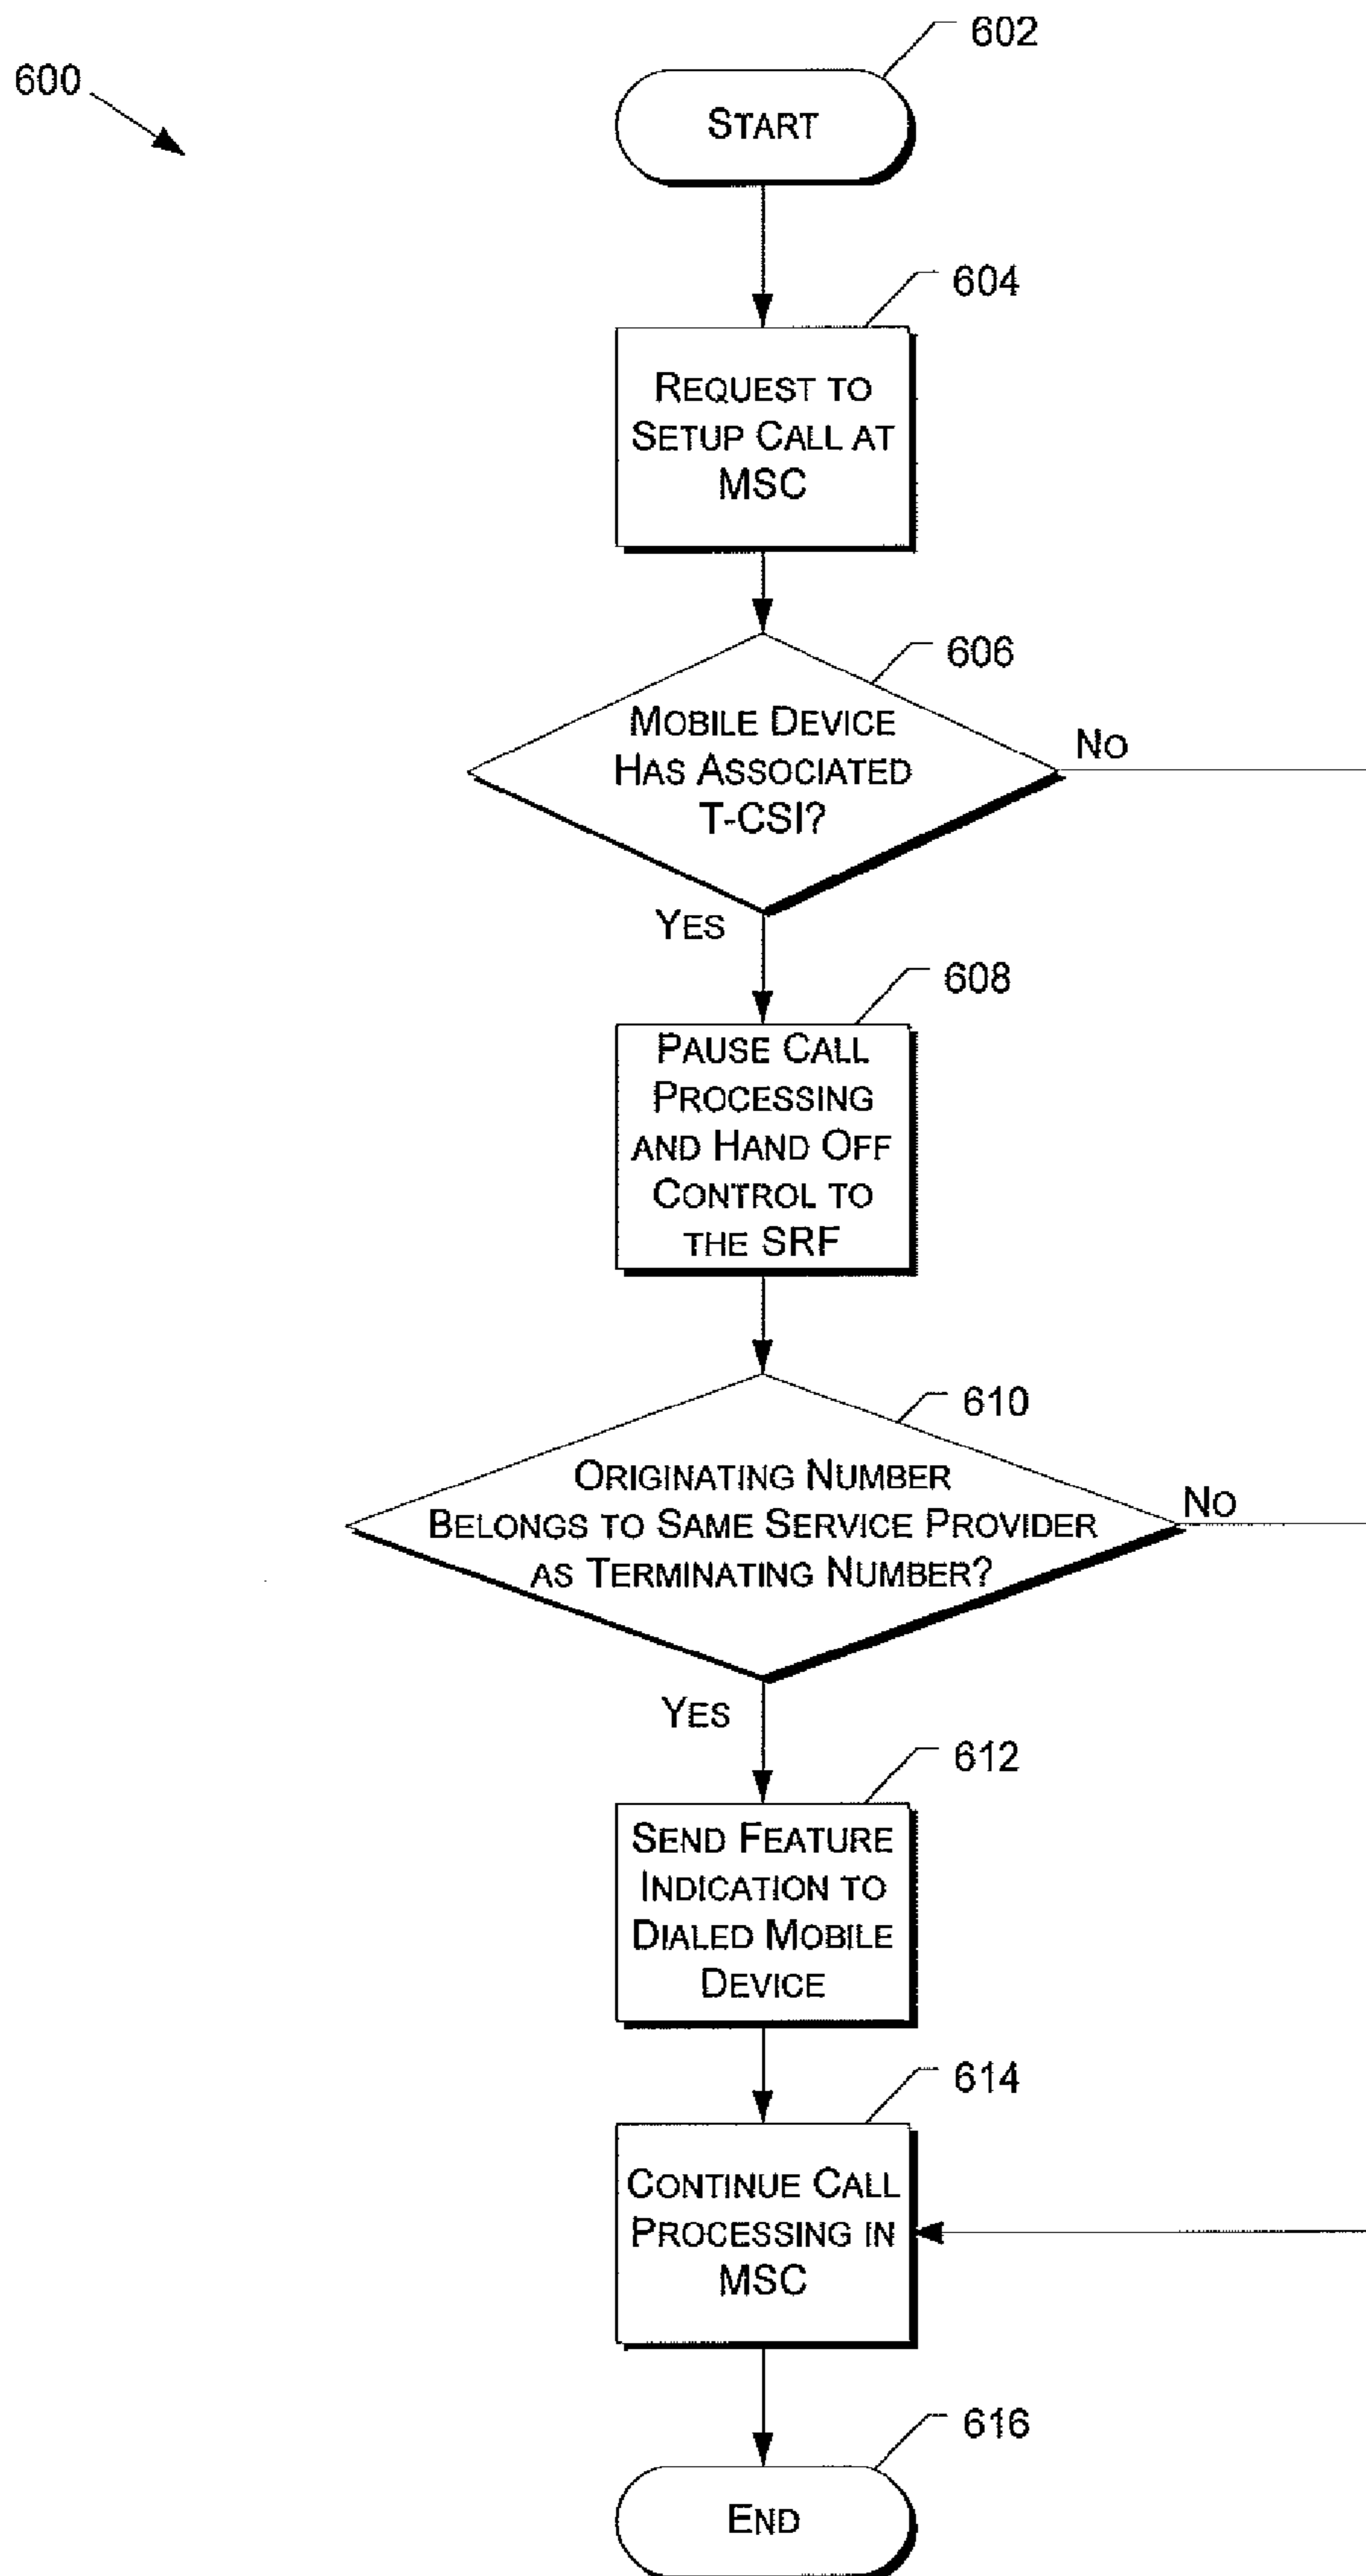 600
602
START
604
REQUEST TO
SETUP CALL AT
MSC
606
MOBILE DEVICE
HAS ASSOCIATED
T-CSI?
NO
YES
608
PAUSE CALL
PROCESSING
AND HAND OFF
CONTROL TO
THE SRF
610
ORIGINATING NUMBER
BELONGS TO SAME SERVICE PROVIDER
AS TERMINATING NUMBER?
NO
YES
612
SEND FEATURE
INDICATION TO
DIALED MOBILE
DEVICE
614
CONTINUE CALL
PROCESSING IN
MSC
616
END